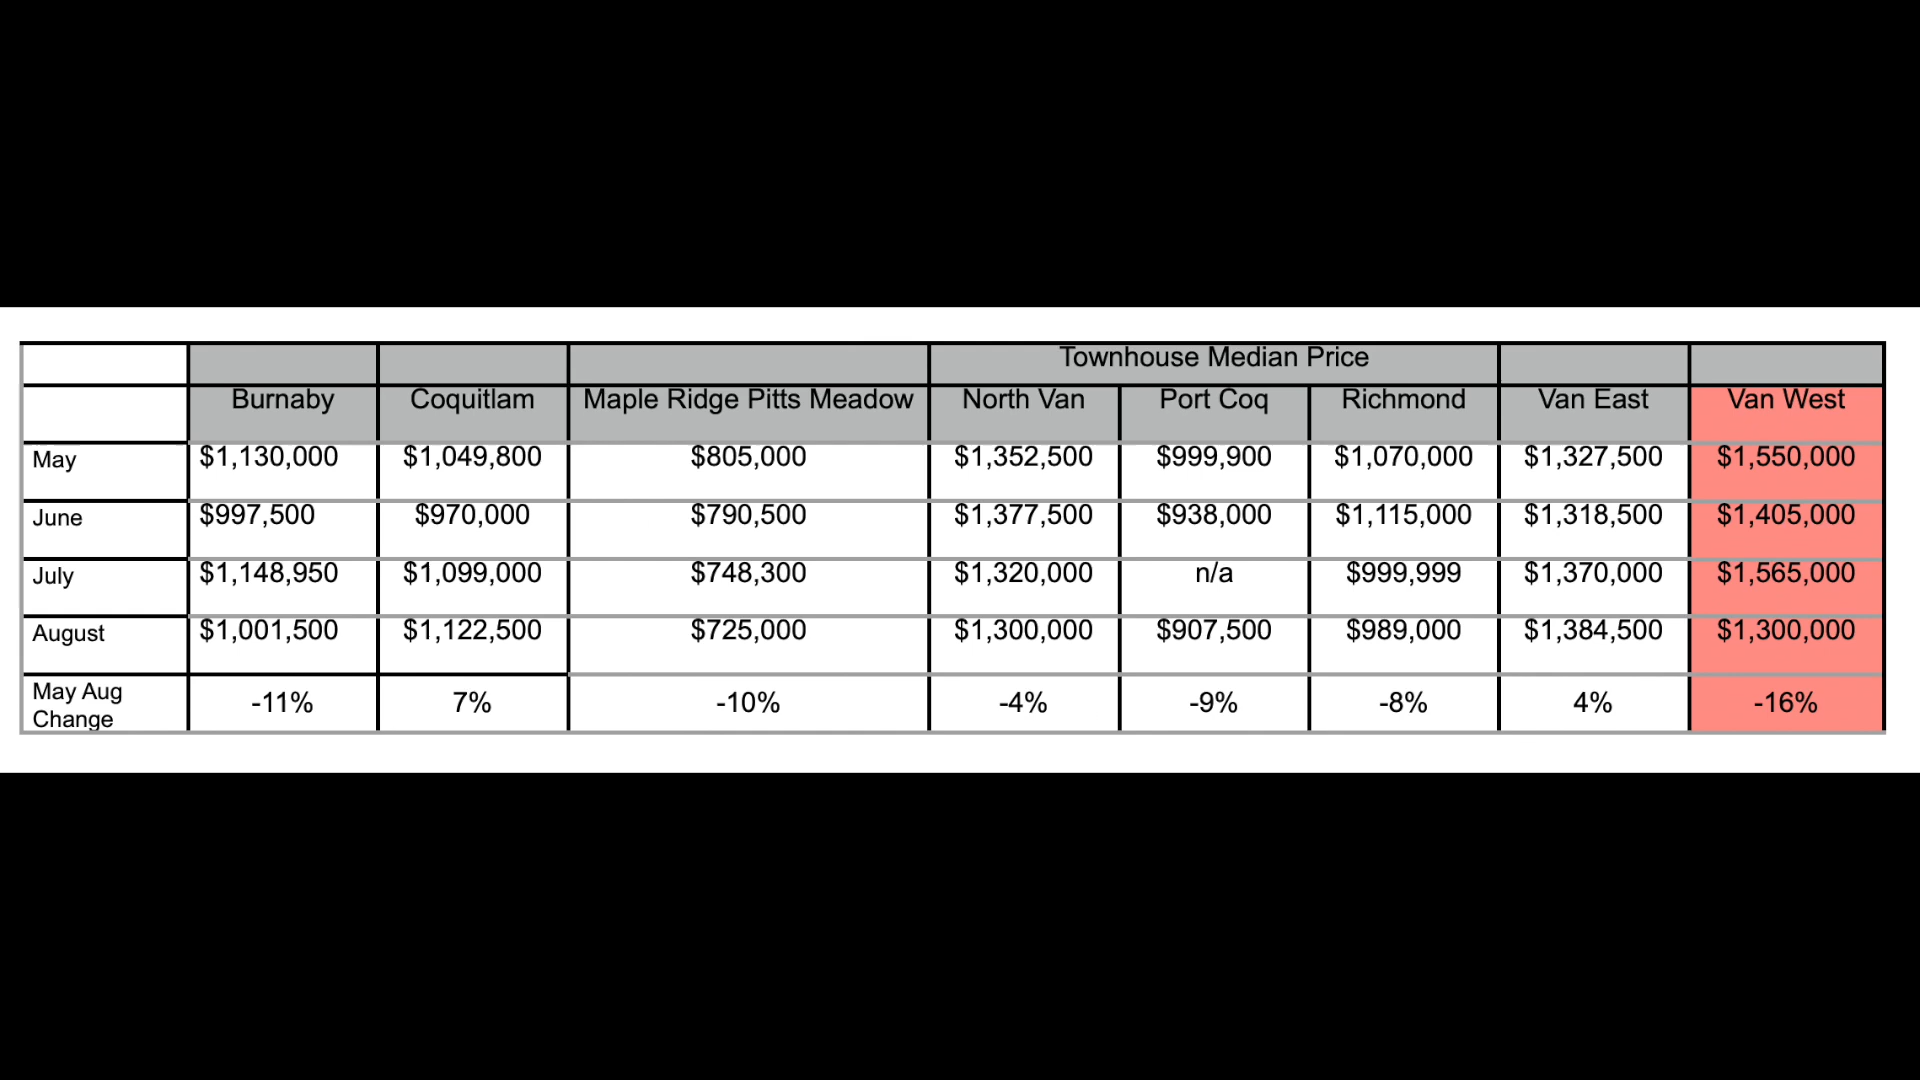 Townhouse Median Price
Burnaby Coquitlam Maple Ridge Pitts Meadow North Van Port Coq Richmond Van East Van West
May $1,130,000 $1,049,800 $805,000 $1,352,500 $999,900 $1,070,000 $1,327,500 $1,550,000
June $997,500 $970,000 $790,500 $1,377,500 $938,000 $1,115,000 $1,318,500 $1,405,000
July $1,148,950 $1,099,000 $748,300 $1,320,000 n/a $999,999 $1,370,000 $1,565,000
August $1,001,500 $1,122,500 $725,000 $1,300,000 $907,500 $989,000 $1,384,500 $1,300,000
May Aug
Change -11% 7% -10% -4% -9% -8% 4% -16%